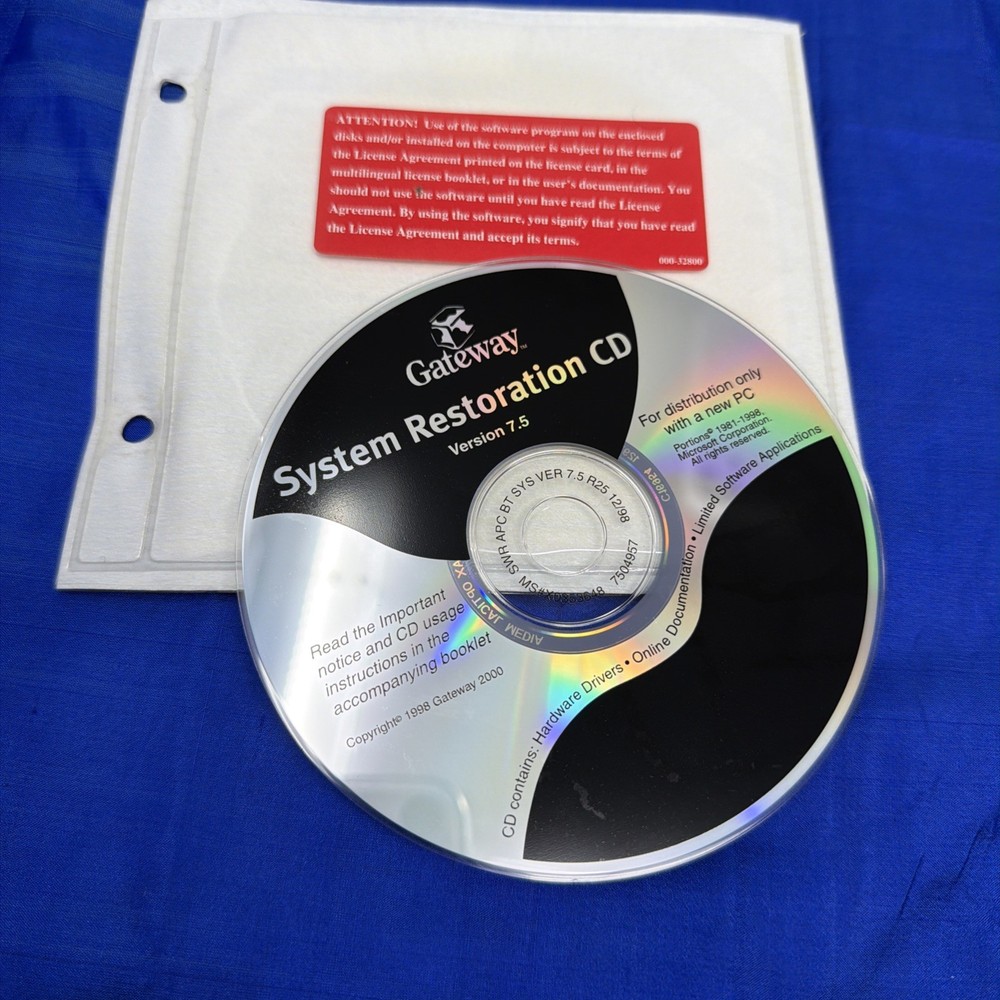 ATTENTION! Use of the software program on the enclosed
disks and/or installed on the computer is subject to the terms of
the License Agreement printed on the license card, in the
multilingual license booklet, or in the user's documentation. You
should not use the software until you have read the License
Agreement. By using the software, you signify that you have read
the License Agreement and accept its terms.
000-32800
Gateway™
System Restoration CD
Version 7.5
For distribution only
with a new PC
Portions© 1981-1998,
Microsoft Corporation.
All rights reserved.
SWR APC BT SYS VER 7.5 R25 12/98
7504957
OPTICAL MEDIA
Read the Important
notice and CD usage
instructions in the
accompanying booklet
Copyright© 1998 Gateway 2000
CD contains: Hardware Drivers • Online Documentation • Limited Software Applications